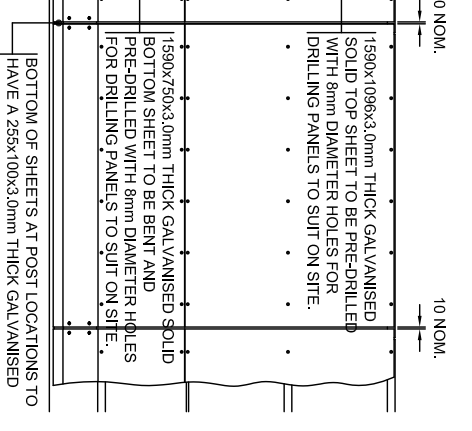 0 NOM.
10 NOM.
1590x1096x3.0mm THICK GALVANISED
SOLID TOP SHEET TO BE PRE-DRILLED
WITH 8mm DIAMETER HOLES FOR
DRILLING PANELS TO SUIT ON SITE.
1590x750x3.0mm THICK GALVANISED SOLID
BOTTOM SHEET TO BE BENT AND
PRE-DRILLED WITH 8mm DIAMETER HOLES
FOR DRILLING PANELS TO SUIT ON SITE.
BOTTOM OF SHEETS AT POST LOCATIONS TO
HAVE A 255x100x3.0mm THICK GALVANISED